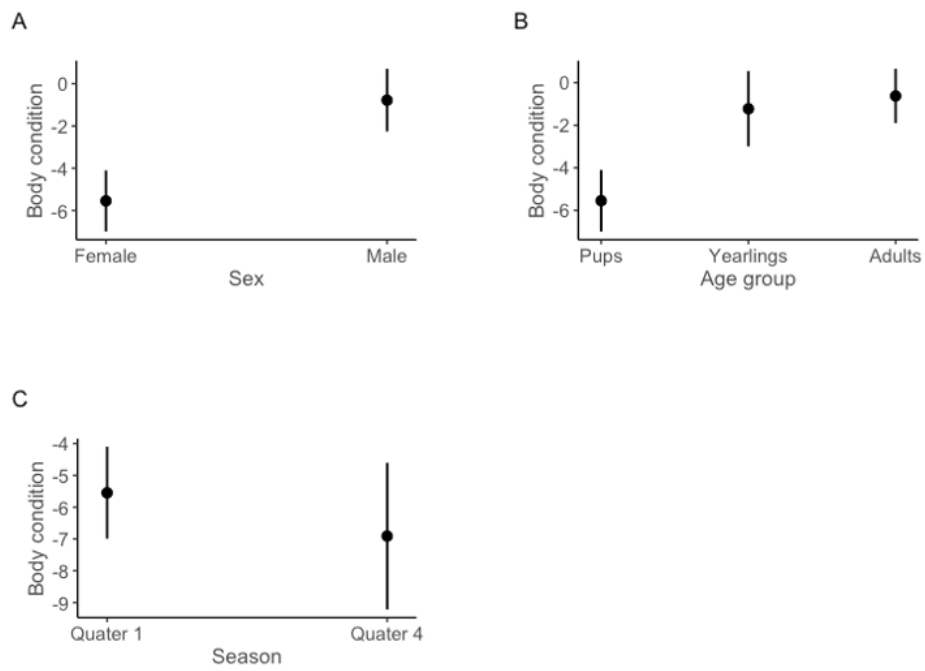 A
Body condition
0
-2
-4
-6
Female Male
Sex
B
Body condition
0
-2
-4
-6
Pups Yearlings Adults
Age group
C
Body condition
-4
-5
-6
-7
-8
-9
Quater 1 Quater 4
Season